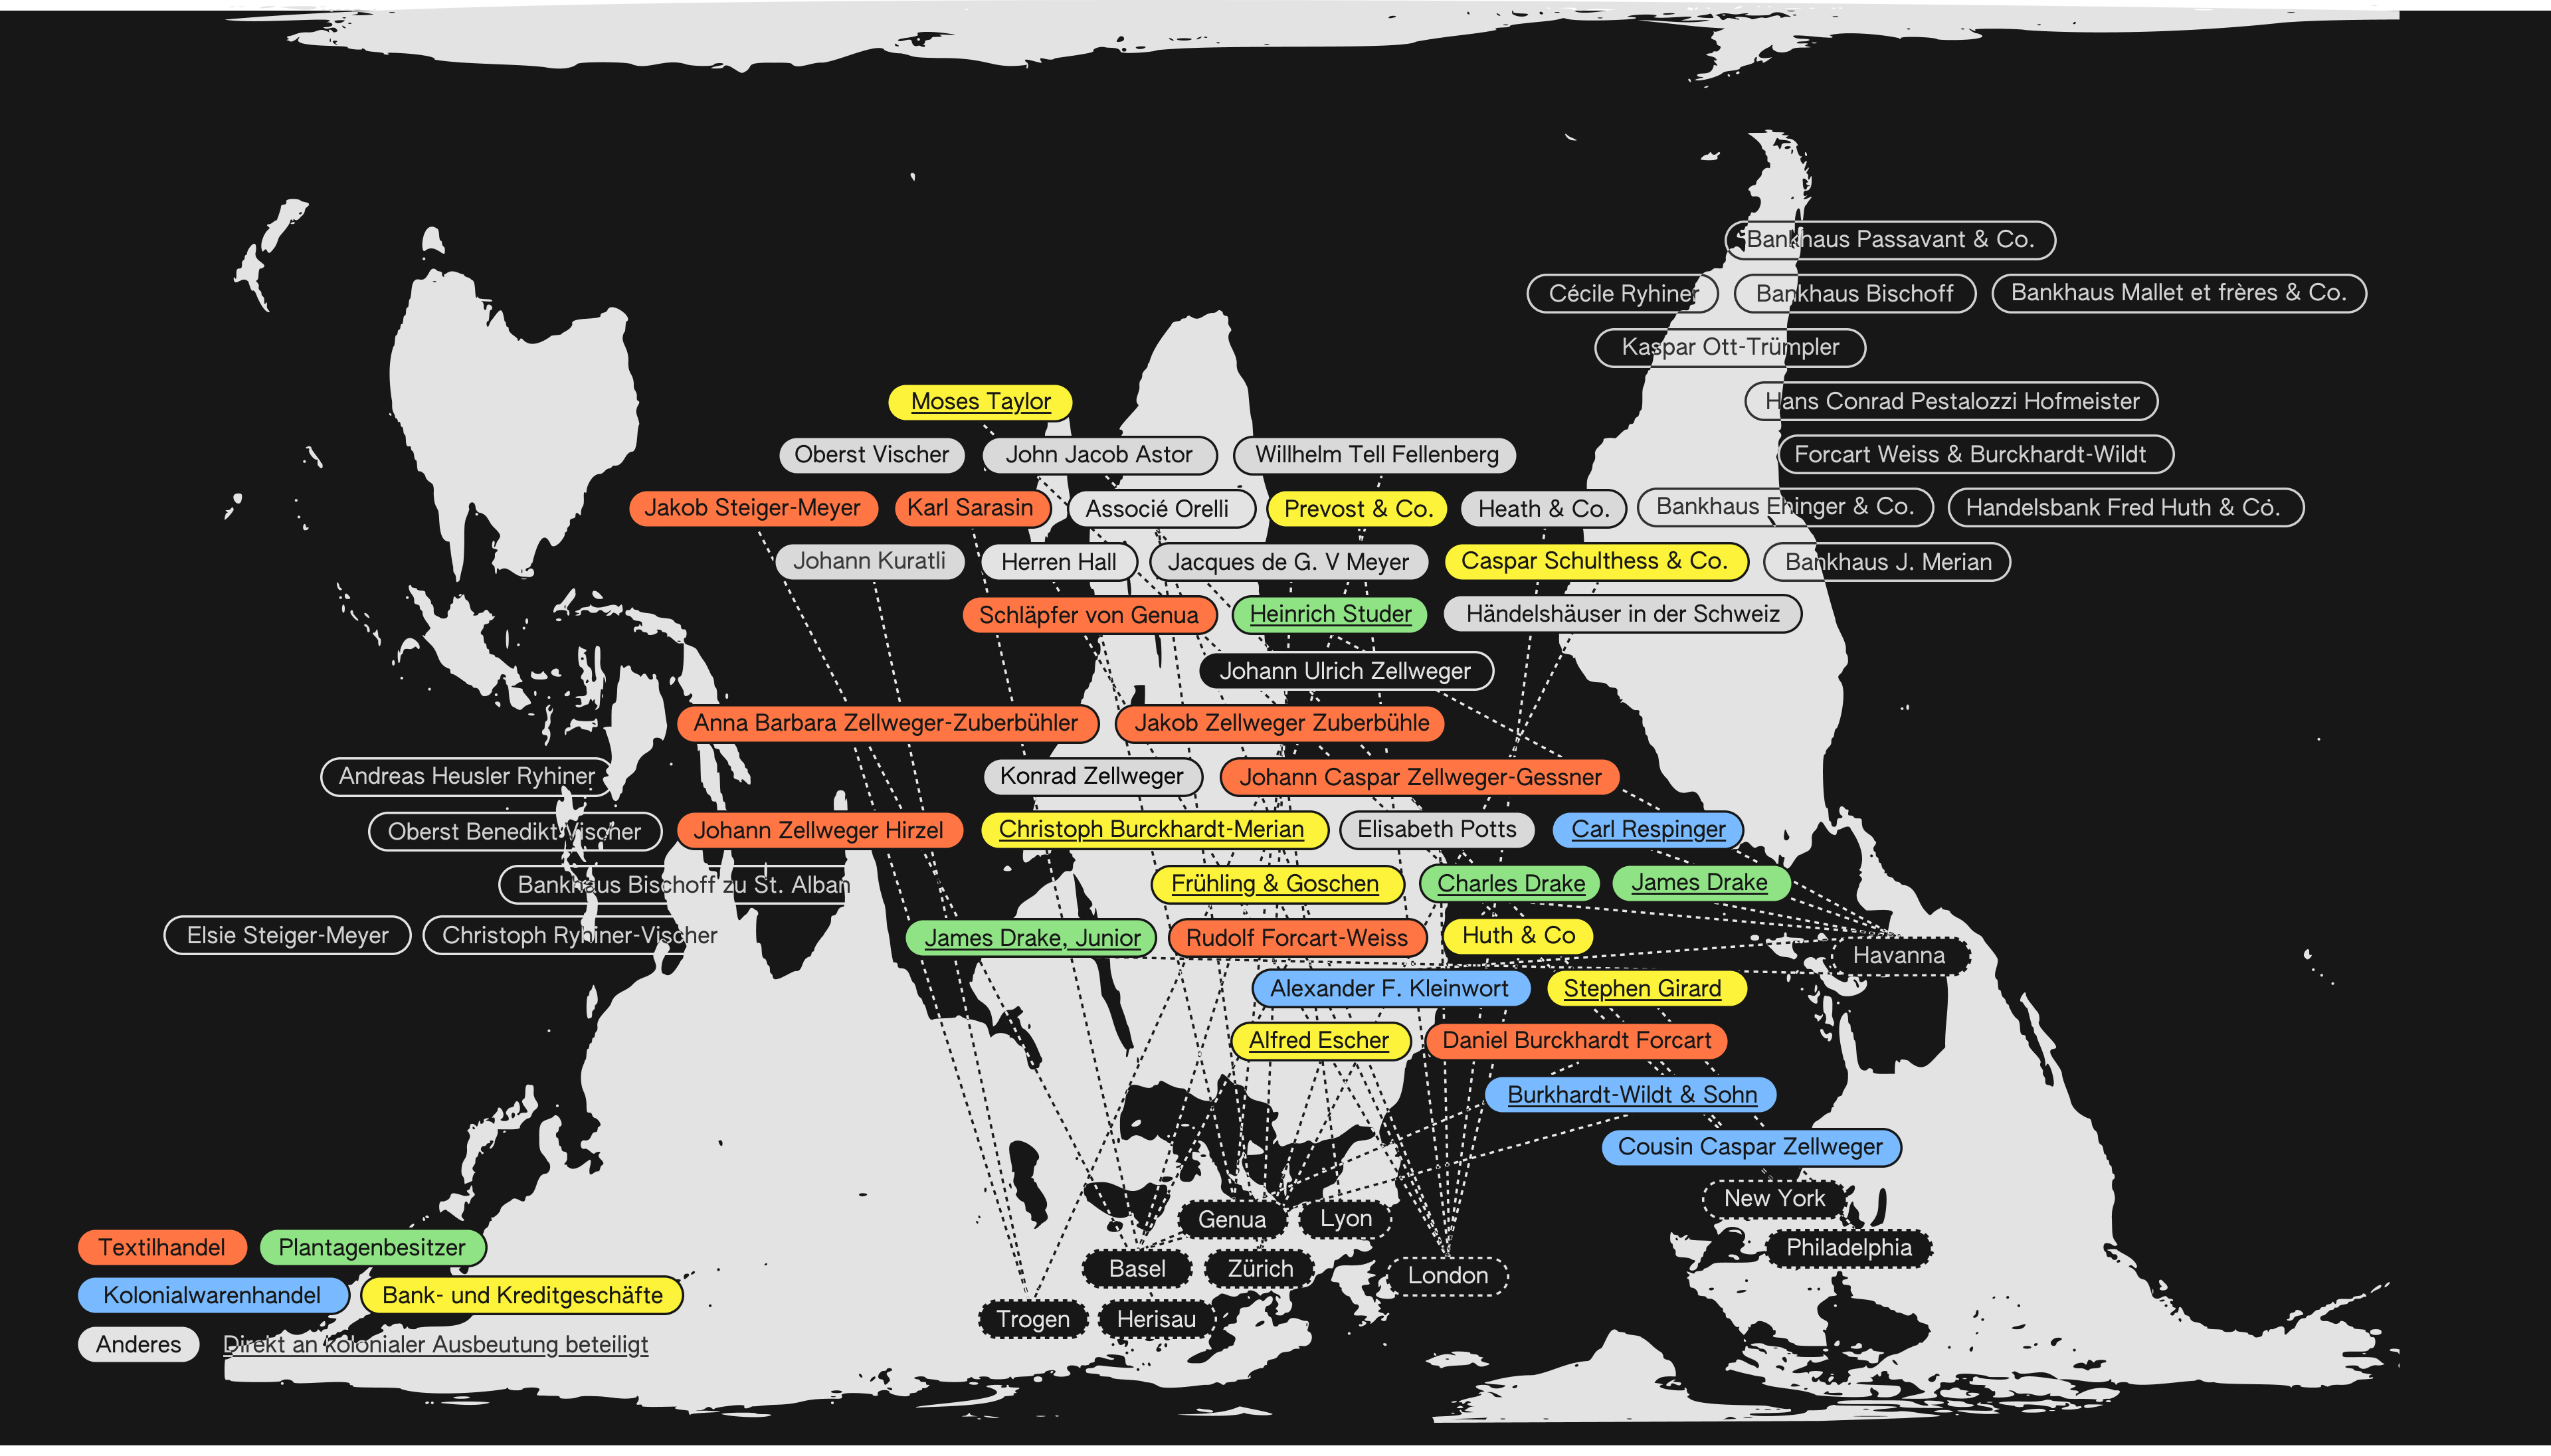 Bankhaus Passavant & Co.
Cécile Ryhiner
Bankhaus Bischoff
Bankhaus Mallet et frères & Co.
Kaspar Ott-Trümpler
Moses Taylor
Hans Conrad Pestalozzi Hofmeister
Oberst Vischer
John Jacob Astor
Willhelm Tell Fellenberg
Forcart Weiss & Burckhardt-Wildt
Jakob Steiger-Meyer
Karl Sarasin
Associé Orelli
Prevost & Co.
Heath & Co.
Bankhaus Ehinger & Co.
Handelsbank Fred Huth & Co.
Johann Kuratli
Herren Hall
Jacques de G. V Meyer
Caspar Schulthess & Co.
Bankhaus J. Merian
Schläpfer von Genua
Heinrich Studer
Händelshäuser in der Schweiz
Johann Ulrich Zellweger
Anna Barbara Zellweger-Zuberbühler
Jakob Zellweger Zuberbühle
Andreas Heusler Ryhiner
Konrad Zellweger
Johann Caspar Zellweger-Gessner
Oberst Benedikt Vischer
Johann Zellweger Hirzel
Christoph Burckhardt-Merian
Elisabeth Potts
Carl Respinger
Bankhaus Bischoff zu St. Alban
Frühling & Goschen
Charles Drake
James Drake
Elsie Steiger-Meyer
Christoph Ryhiner-Vischer
James Drake, Junior
Rudolf Forcart-Weiss
Huth & Co
Havanna
Alexander F. Kleinwort
Stephen Girard
Alfred Escher
Daniel Burckhardt Forcart
Burkhardt-Wildt & Sohn
Cousin Caspar Zellweger
New York
Genua
Lyon
Philadelphia
Basel
Zürich
London
Trogen
Herisau
Textilhandel
Plantagenbesitzer
Kolonialwarenhandel
Bank- und Kreditgeschäfte
Anderes
Direkt an kolonialer Ausbeutung beteiligt